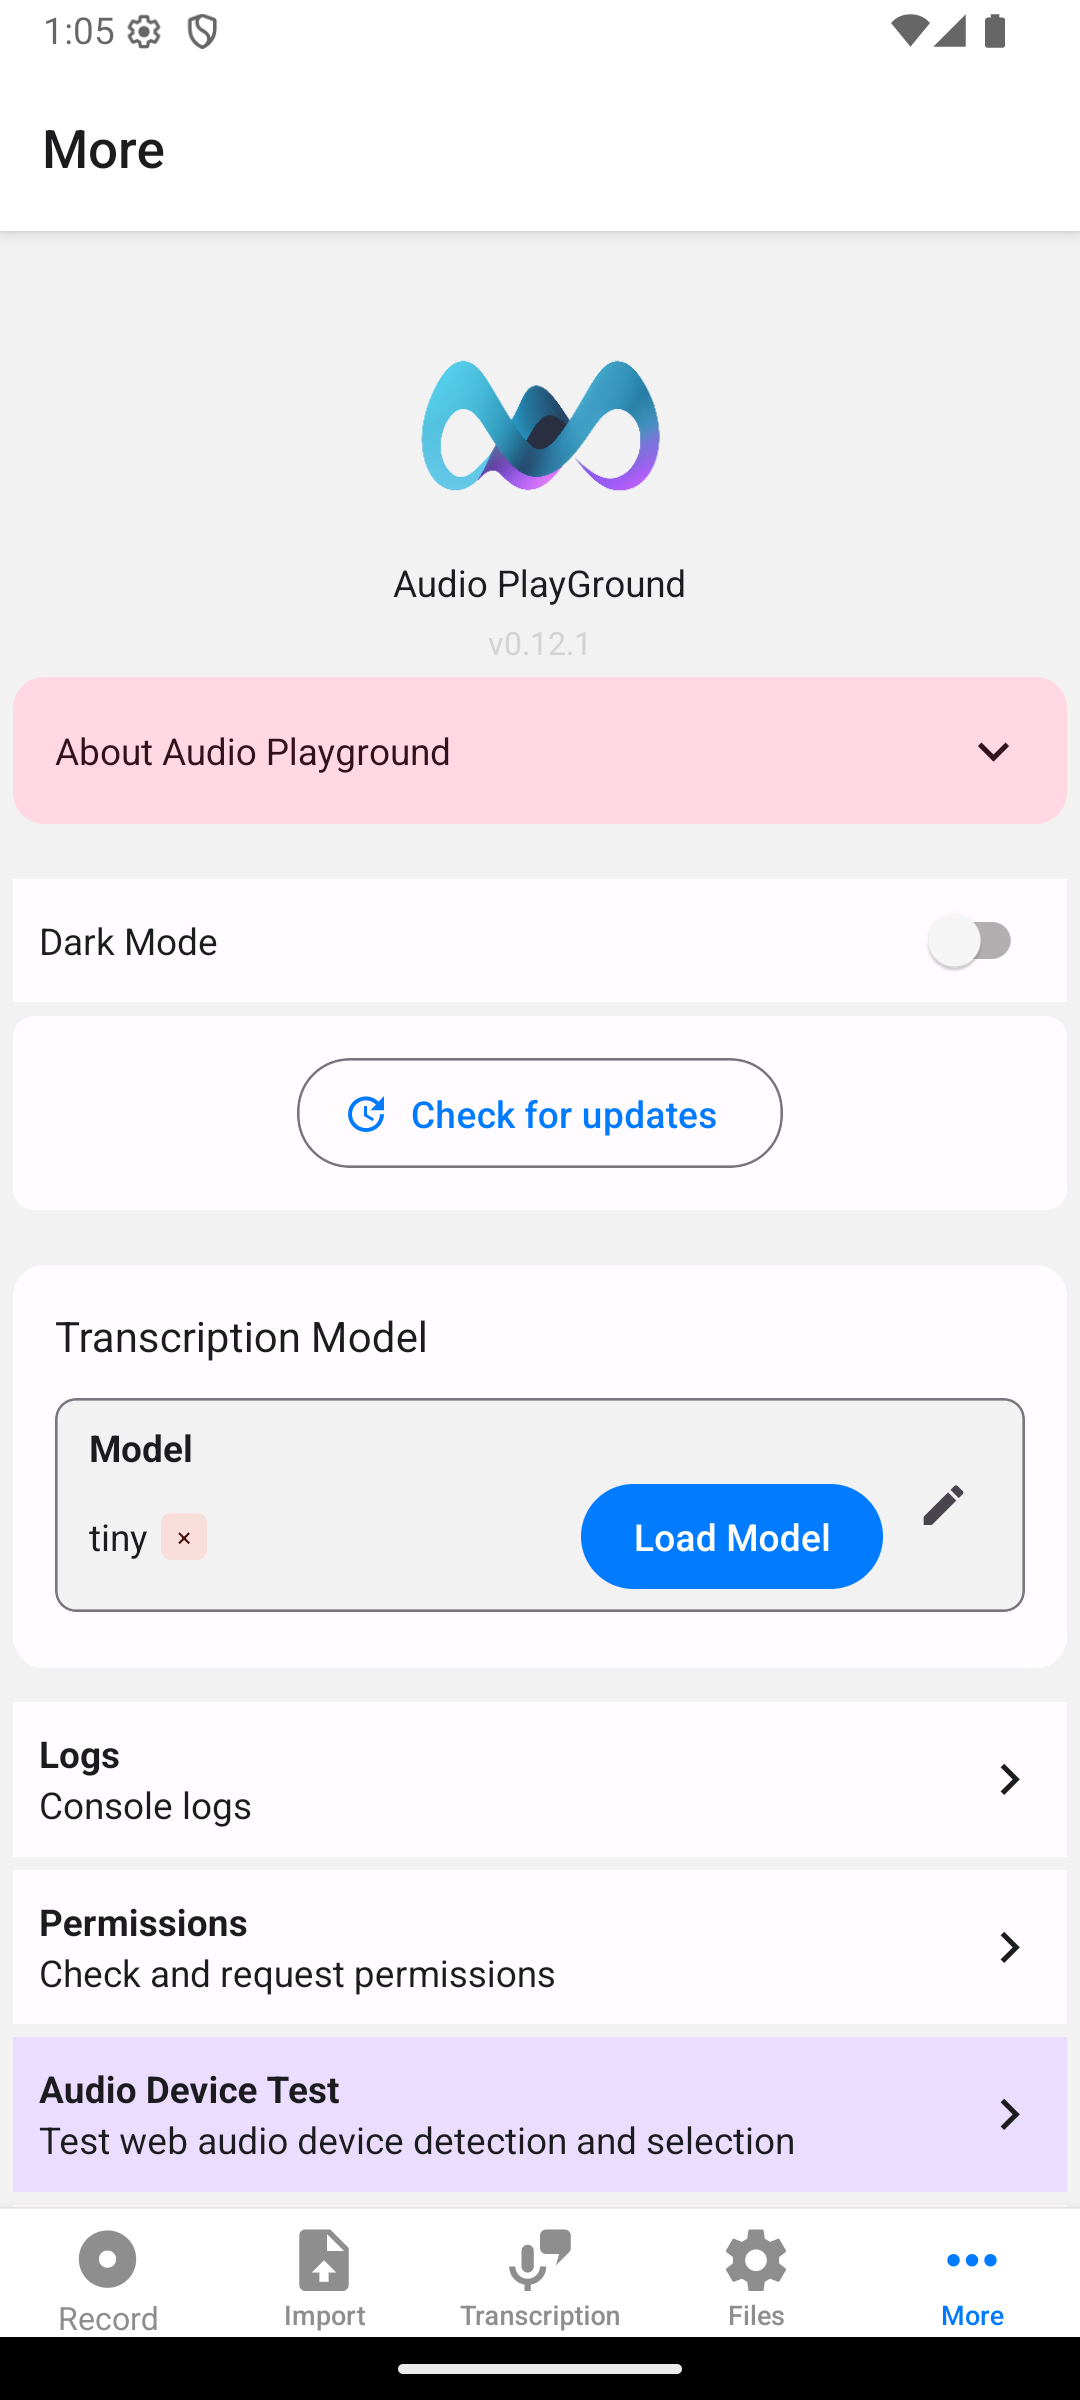 1:05
More
Audio PlayGround
v0.12.1
About Audio Playground
Dark Mode
Check for updates
Transcription Model
Model
tiny ×
Load Model
Logs
Console logs
Permissions
Check and request permissions
Audio Device Test
Test web audio device detection and selection
Record
Import
Transcription
Files
More